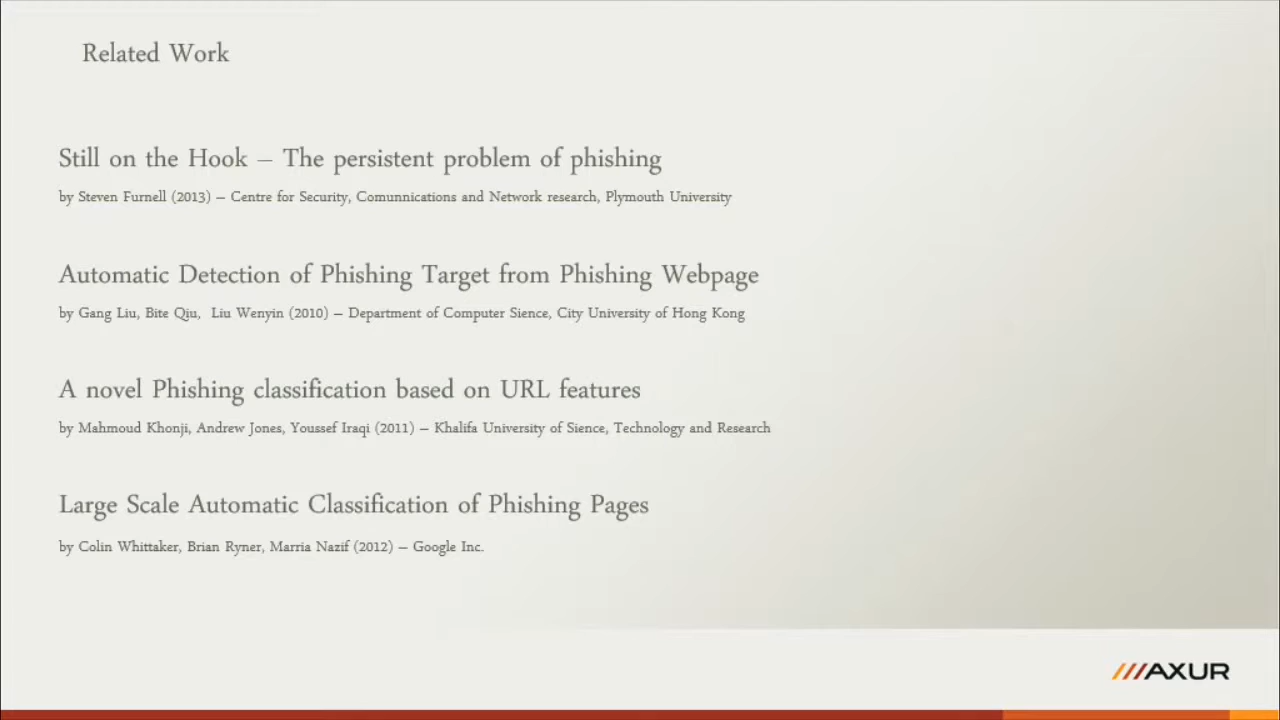 Related Work
Still on the Hook – The persistent problem of phishing
by Steven Furnell (2013) – Centre for Security, Comunnications and Network research, Plymouth University
Automatic Detection of Phishing Target from Phishing Webpage
by Gang Liu, Bite Qiu, Liu Wenyin (2010) – Department of Computer Sience, City University of Hong Kong
A novel Phishing classification based on URL features
by Mahmoud Khonji, Andrew Jones, Youssef Iraqi (2011) – Khalifa University of Sience, Technology and Research
Large Scale Automatic Classification of Phishing Pages
by Colin Whittaker, Brian Ryner, Marria Nazif (2012) – Google Inc.
///AXUR